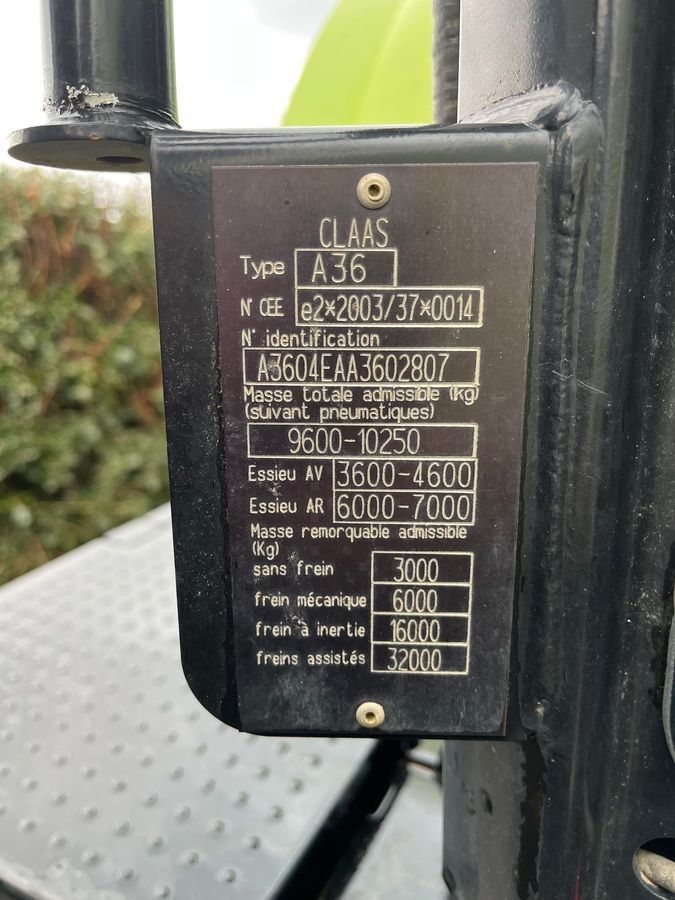 CLAAS
Type A36
N° CEE e2*2003/37*0014
N° identification
A3604EAA3602807
Masse totale admissible (Kg)
(suivant pneumatiques)
9600-10250
Essieu AV 3600-4600
Essieu AR 6000-7000
Masse remorquable admissible
(Kg)
sans frein 3000
frein mécanique 6000
frein à inertie 16000
freins assistés 32000